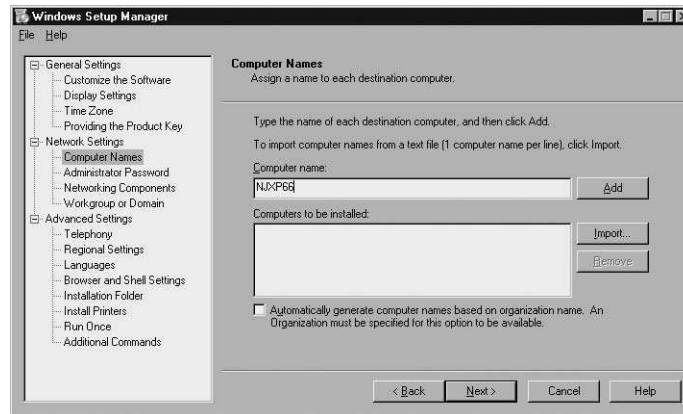 Windows Setup Manager
File Help
General Settings
Customize the Software
Display Settings
Time Zone
Providing the Product Key
Network Settings
Computer Names
Administrator Password
Networking Components
Workgroup or Domain
Advanced Settings
Telephony
Regional Settings
Languages
Browser and Shell Settings
Installation Folder
Install Printers
Run Once
Additional Commands
Computer Names
Assign a name to each destination computer.
Type the name of each destination computer, and then click Add.
To import computer names from a text file (1 computer name per line), click Import.
Computer name:
NJXP66
Add
Computers to be installed:
Import...
Remove
Automatically generate computer names based on organization name. An
Organization must be specified for this option to be available.
< Back
Next >
Cancel
Help